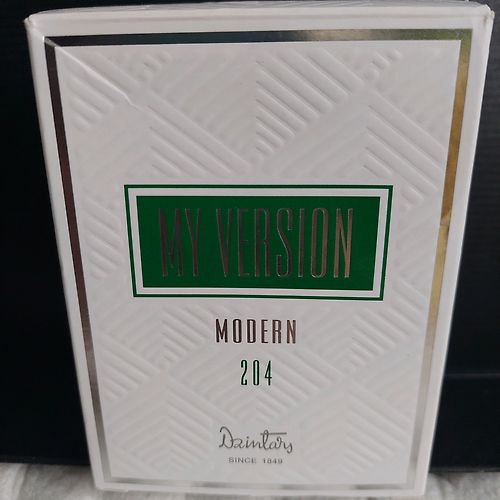 MY VERSION
MODERN
204
Dzintars
SINCE 1849